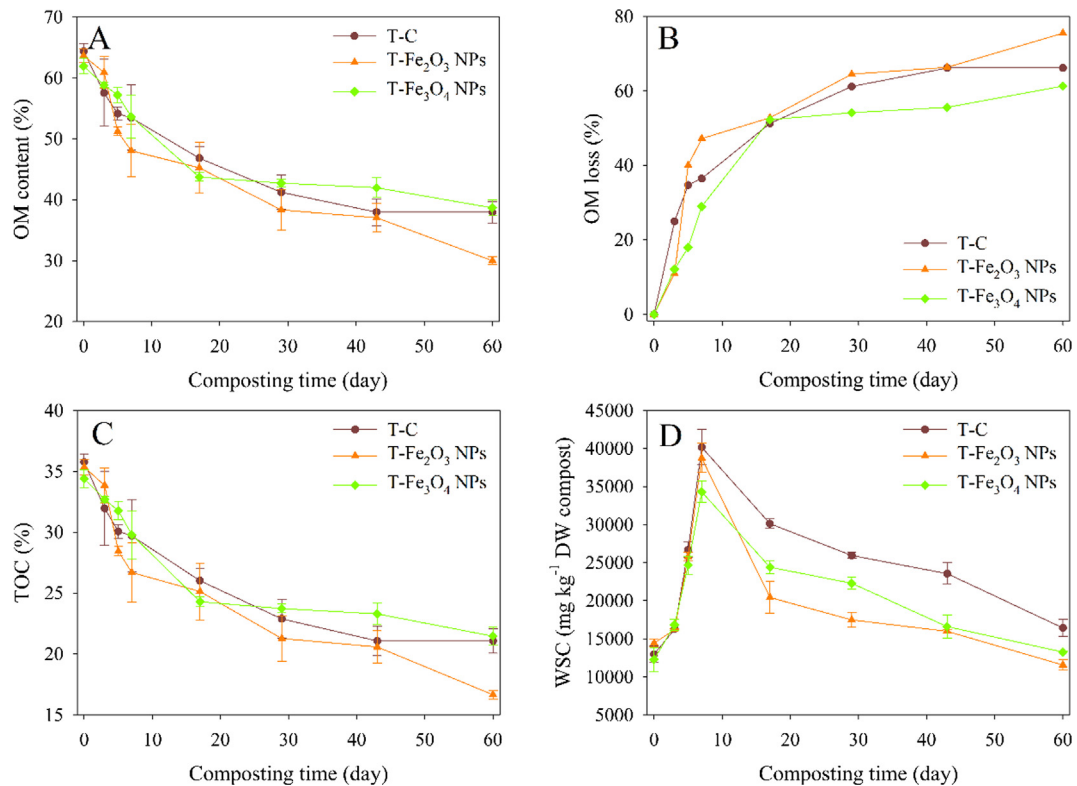 A
T-C
T-Fe₂O₃ NPs
T-Fe₃O₄ NPs
OM content (%)
70
60
50
40
30
20
0 10 20 30 40 50 60
Composting time (day)
B
T-C
T-Fe₂O₃ NPs
T-Fe₃O₄ NPs
OM loss (%)
80
60
40
20
0
0 10 20 30 40 50 60
Composting time (day)
C
T-C
T-Fe₂O₃ NPs
T-Fe₃O₄ NPs
TOC (%)
40
35
30
25
20
15
0 10 20 30 40 50 60
Composting time (day)
D
T-C
T-Fe₂O₃ NPs
T-Fe₃O₄ NPs
WSC (mg kg⁻¹ DW compost)
45000
40000
35000
30000
25000
20000
15000
10000
5000
0 10 20 30 40 50 60
Composting time (day)